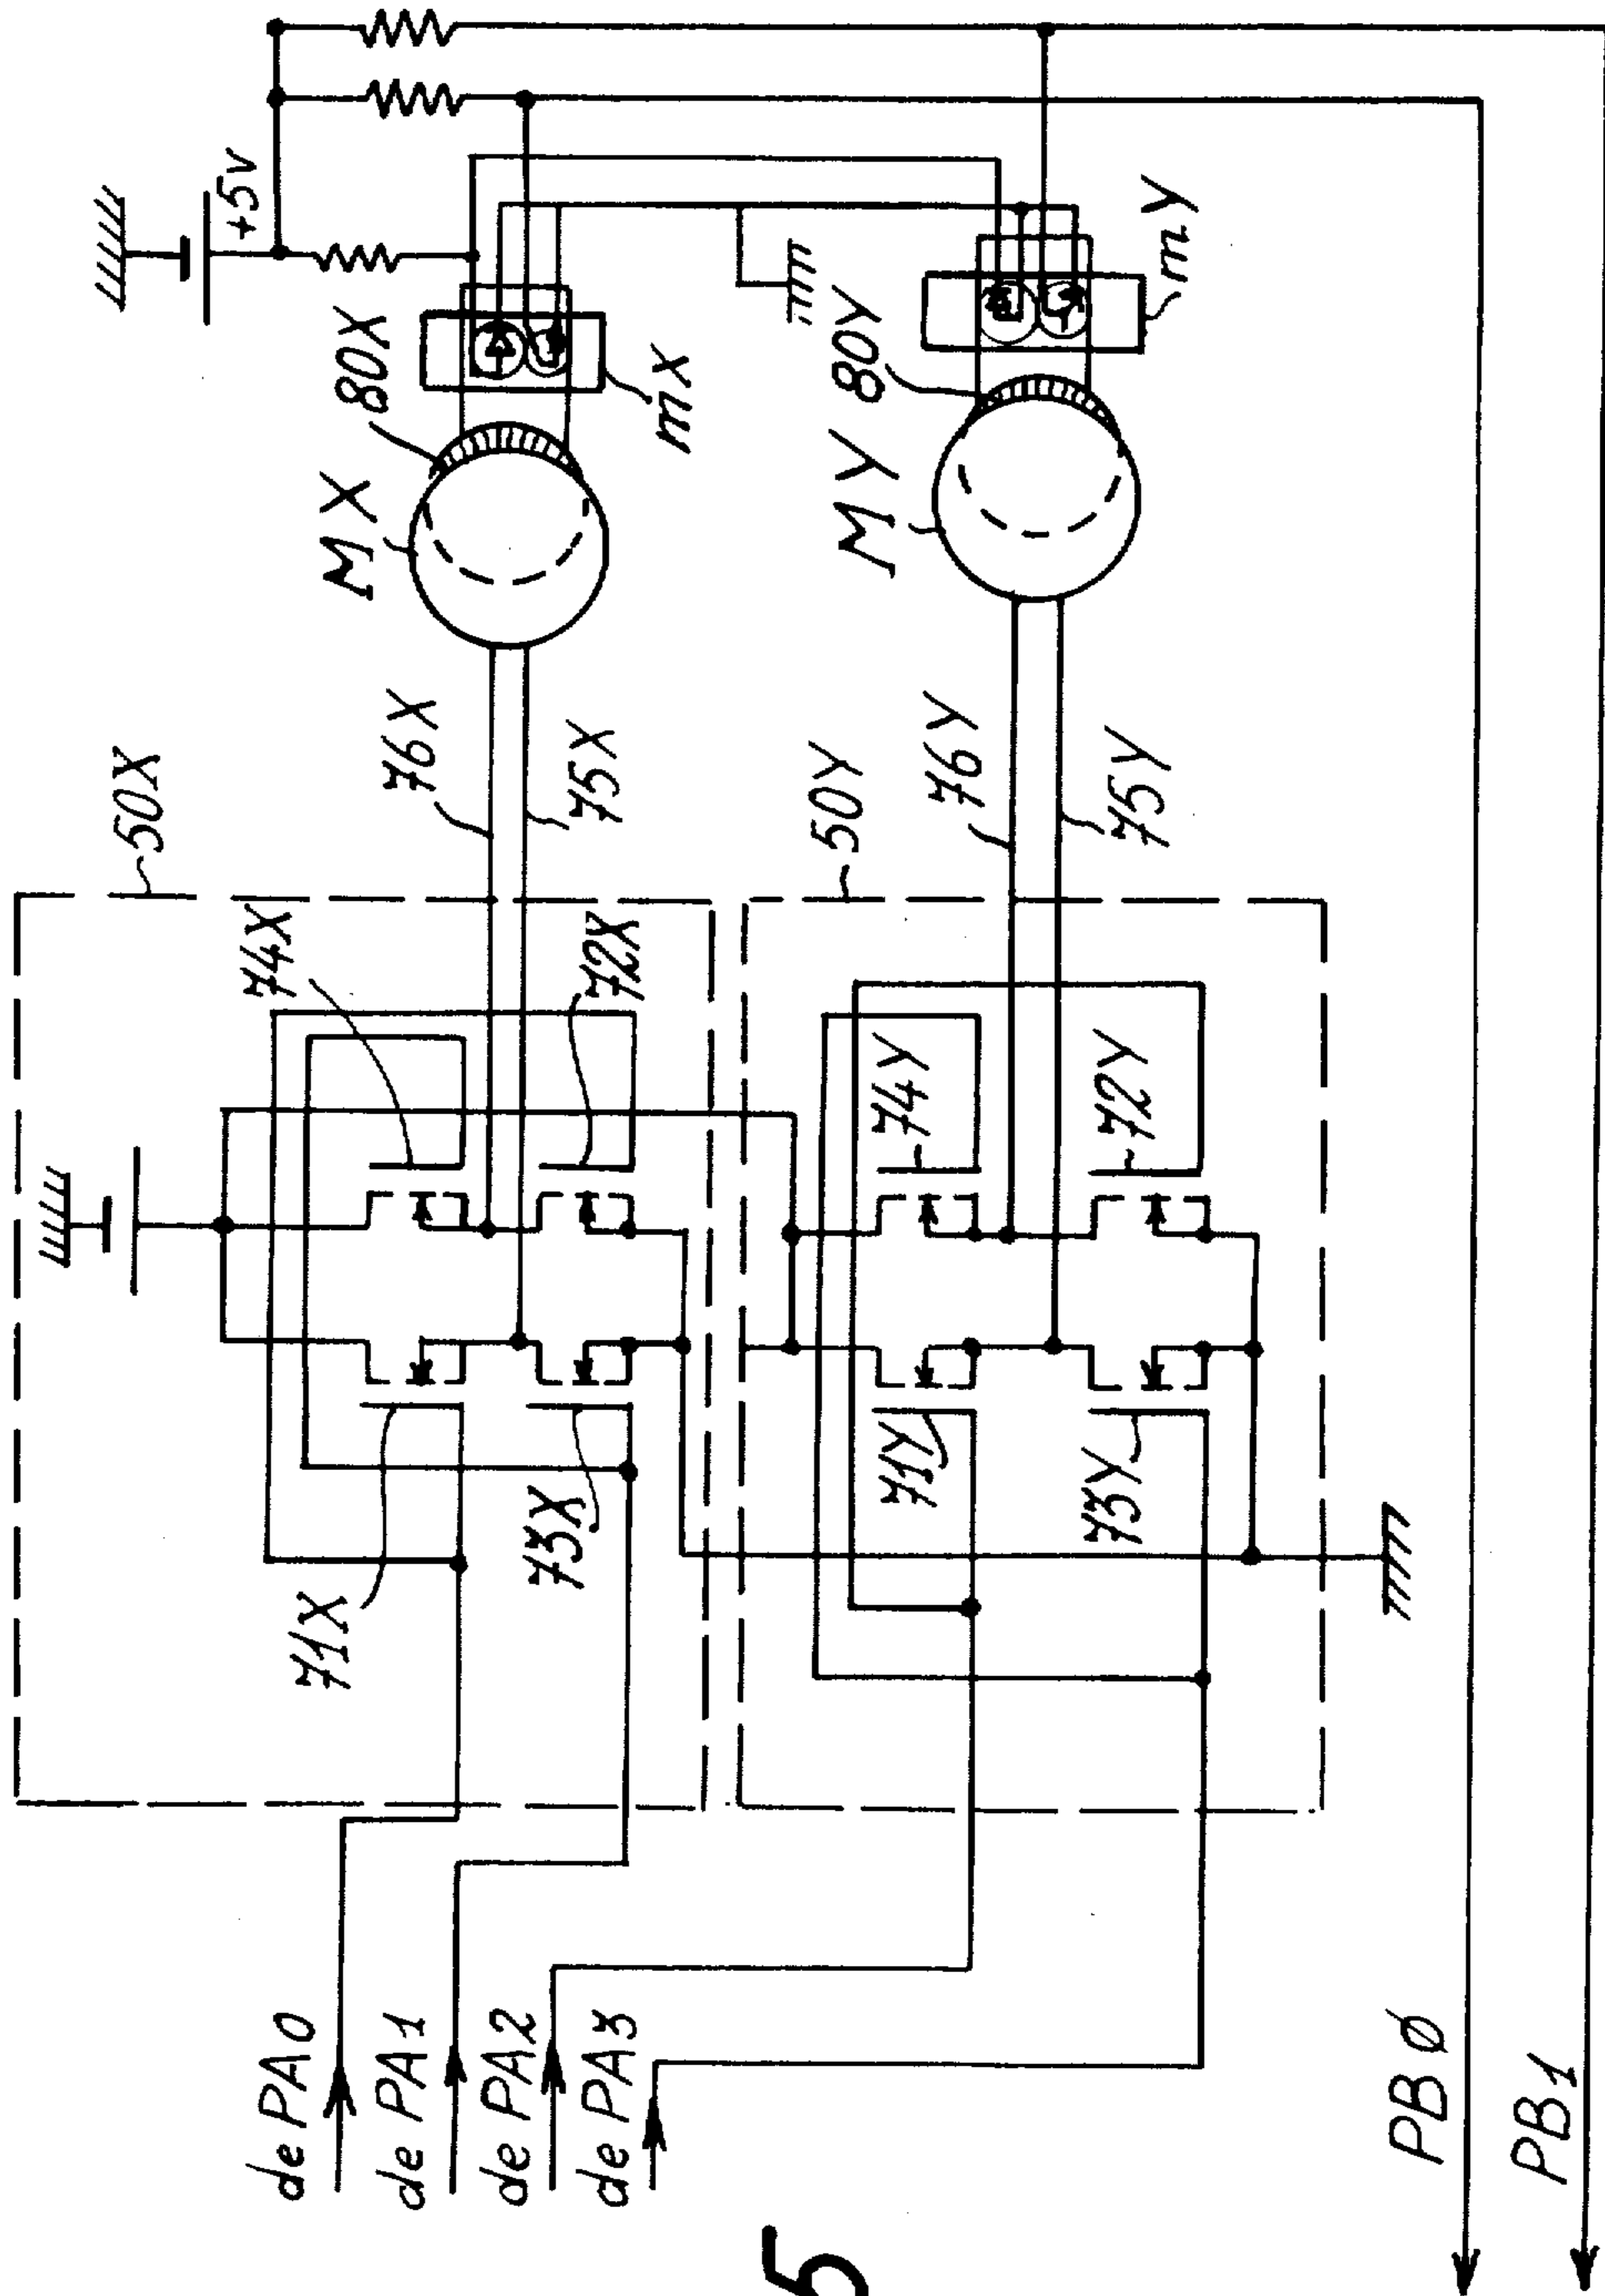 +5v
80X
mX
MX
80Y
mY
MY
76X
75X
50X
76Y
75Y
50Y
74X
72X
74Y
72Y
71X
73X
71Y
73Y
de PA0
de PA1
de PA2
de PA3
PBØ
PB1
5